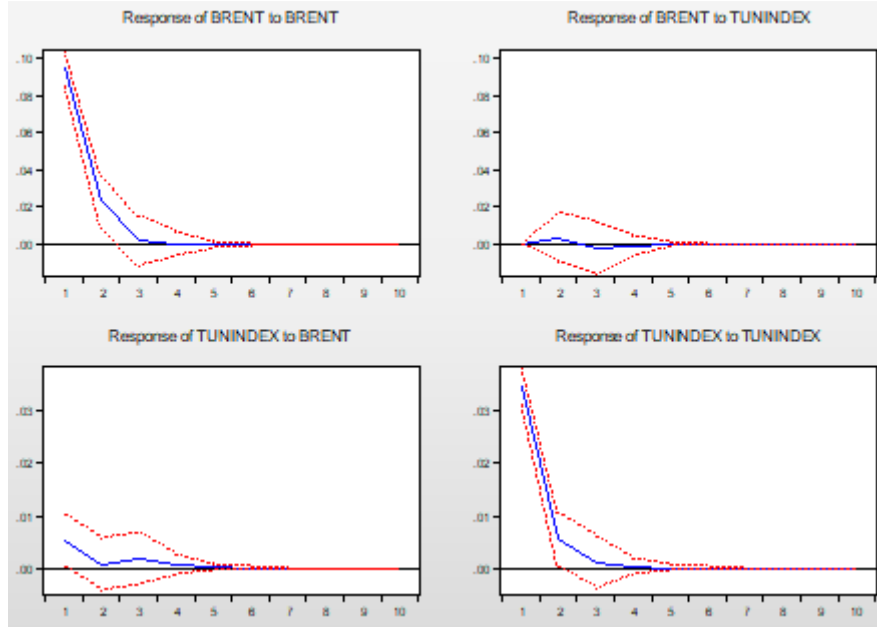 Response of BRENT to BRENT
.10
.08
.06
.04
.02
.00
1 2 3 4 5 6 7 8 9 10
Response of BRENT to TUNINDEX
.10
.08
.06
.04
.02
.00
1 2 3 4 5 6 7 8 9 10
Response of TUNINDEX to BRENT
.03
.02
.01
.00
1 2 3 4 5 6 7 8 9 10
Response of TUNINDEX to TUNINDEX
.03
.02
.01
.00
1 2 3 4 5 6 7 8 9 10